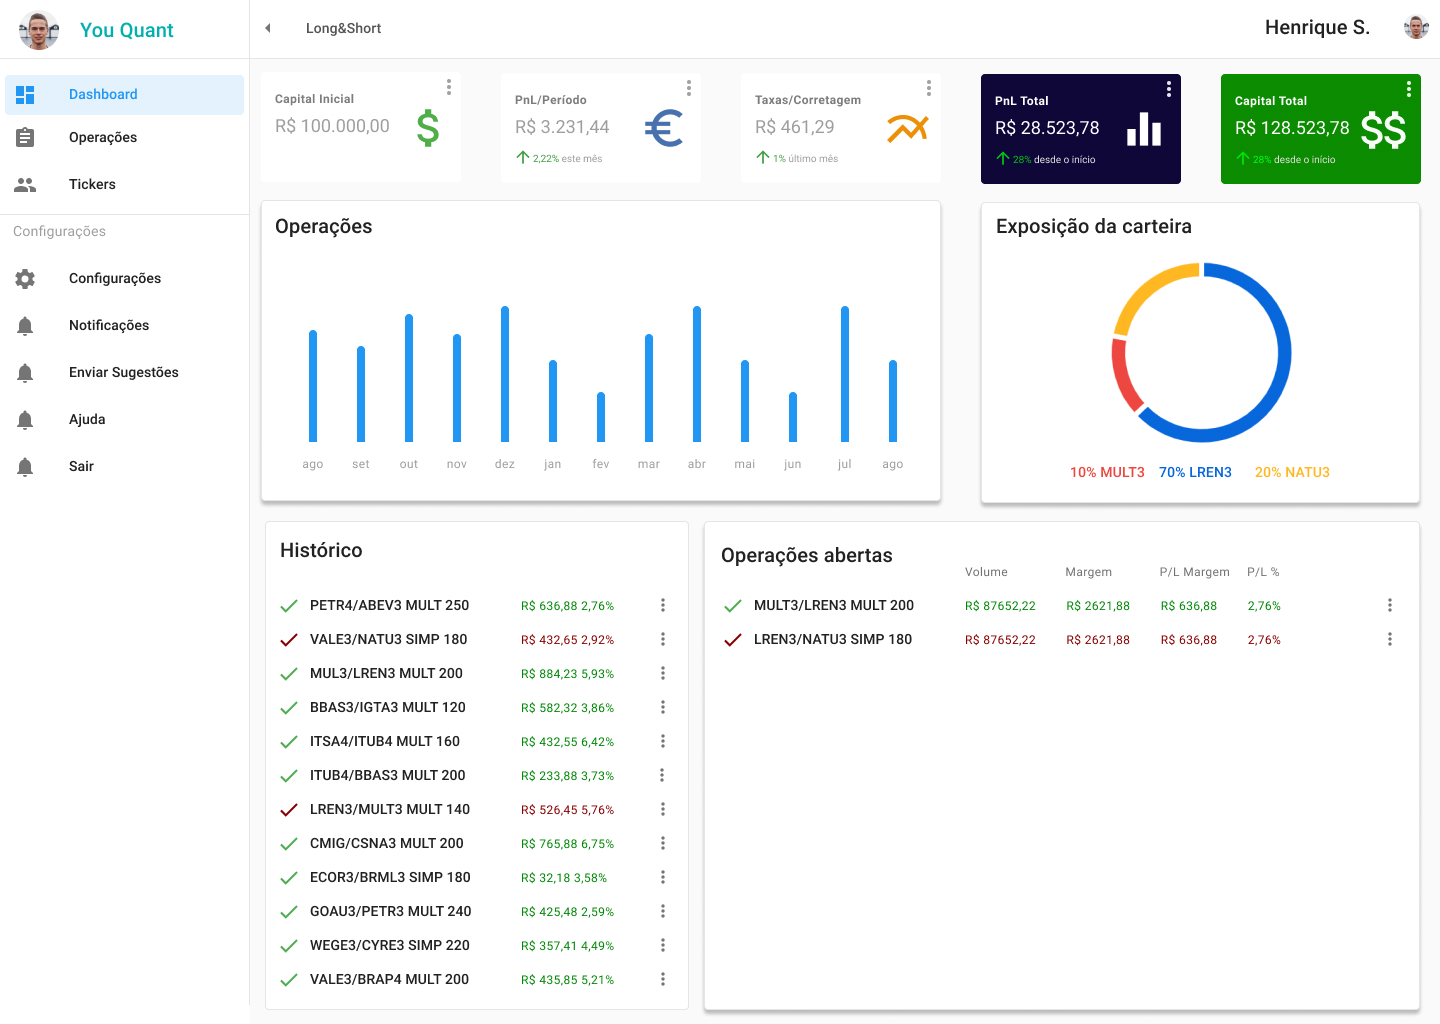 You Quant
Long&Short
Henrique S.
Dashboard
Operações
Tickers
Configurações
Configurações
Notificações
Enviar Sugestões
Ajuda
Sair
Capital Inicial
R$ 100.000,00
PnL/Período
R$ 3.231,44
2,22% este mês
Taxas/Corretagem
R$ 461,29
1% último mês
PnL Total
R$ 28.523,78
28% desde o início
Capital Total
R$ 128.523,78
28% desde o início
Operações
ago set out nov dez jan fev mar abr mai jun jul ago
Exposição da carteira
10% MULT3 70% LREN3 20% NATU3
Histórico
PETR4/ABEV3 MULT 250 R$ 636,88 2,76%
VALE3/NATU3 SIMP 180 R$ 432,65 2,92%
MUL3/LREN3 MULT 200 R$ 884,23 5,93%
BBAS3/IGTA3 MULT 120 R$ 582,32 3,86%
ITSA4/ITUB4 MULT 160 R$ 432,55 6,42%
ITUB4/BBAS3 MULT 200 R$ 233,88 3,73%
LREN3/MULT3 MULT 140 R$ 526,45 5,76%
CMIG/CSNA3 MULT 200 R$ 765,88 6,75%
ECOR3/BRML3 SIMP 180 R$ 32,18 3,58%
GOAU3/PETR3 MULT 240 R$ 425,48 2,59%
WEGE3/CYRE3 SIMP 220 R$ 357,41 4,49%
VALE3/BRAP4 MULT 200 R$ 435,85 5,21%
Operações abertas
Volume Margem P/L Margem P/L %
MULT3/LREN3 MULT 200 R$ 87652,22 R$ 2621,88 R$ 636,88 2,76%
LREN3/NATU3 SIMP 180 R$ 87652,22 R$ 2621,88 R$ 636,88 2,76%